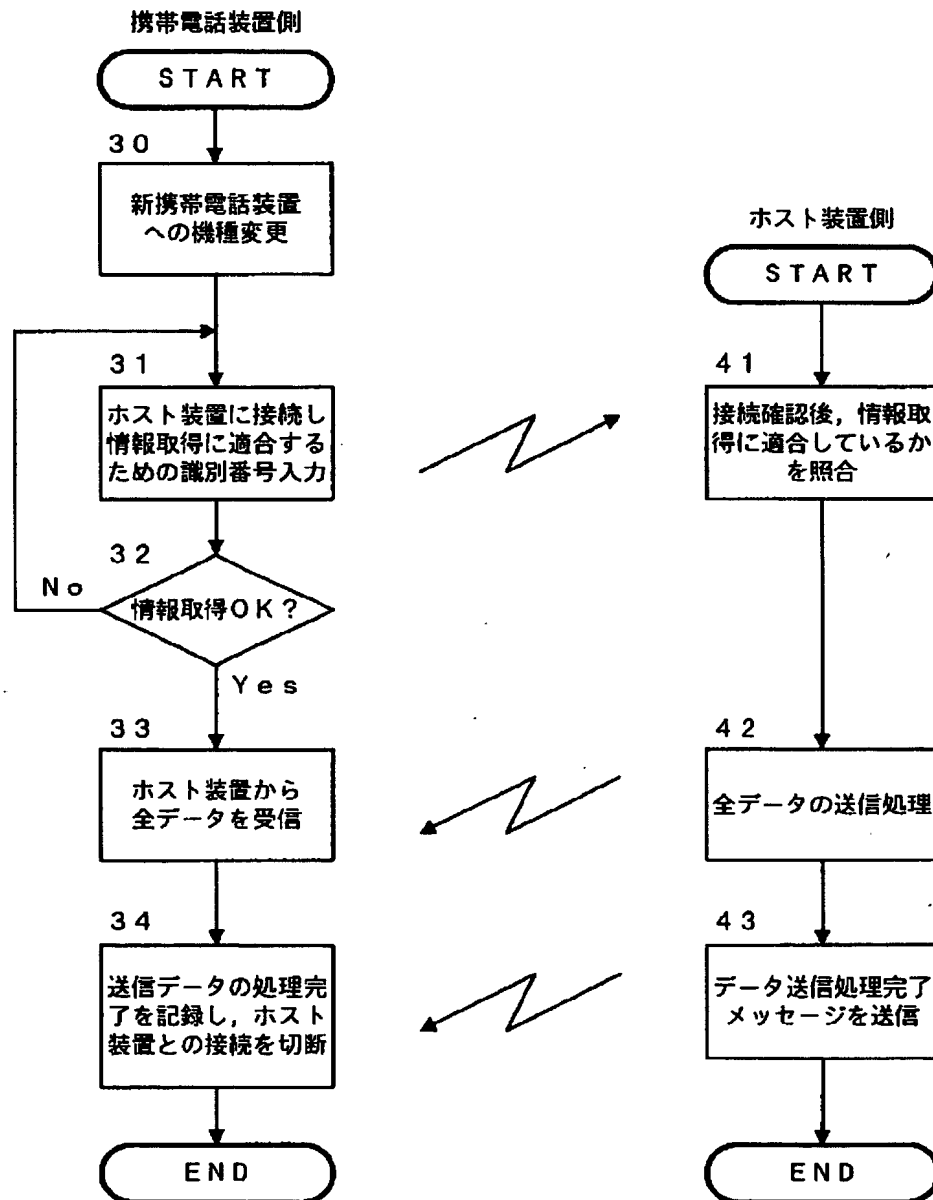 携帯電話装置側
START
30
新携帯電話装置
への機種変更
31
ホスト装置に接続し
情報取得に適合する
ための識別番号入力
32
情報取得OK?
No
Yes
33
ホスト装置から
全データを受信
34
送信データの処理完
了を記録し,ホスト
装置との接続を切断
END
ホスト装置側
START
41
接続確認後,情報取
得に適合しているか
を照合
42
全データの送信処理
43
データ送信処理完了
メッセージを送信
END